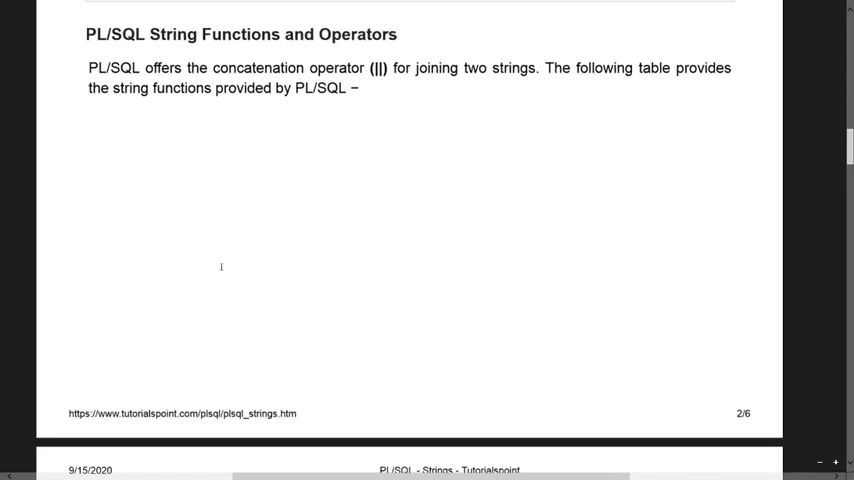 PL/SQL String Functions and Operators
PL/SQL offers the concatenation operator (||) for joining two strings. The following table provides
the string functions provided by PL/SQL −
https://www.tutorialspoint.com/plsql/plsql_strings.htm
2/6
9/15/2020
PL/SQL - Strings - Tutorialspoint